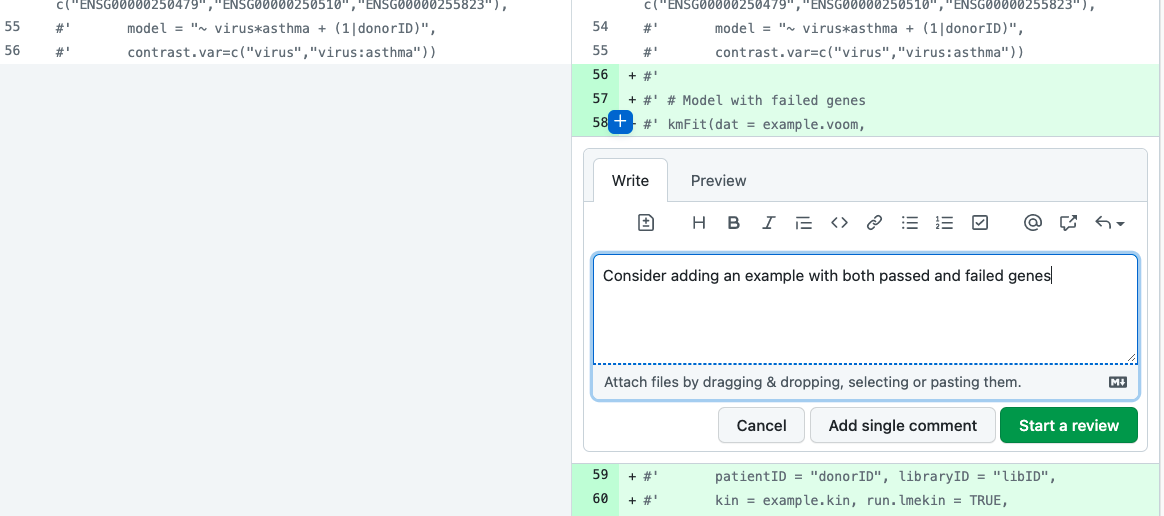 c("ENSG00000250479","ENSG00000250510","ENSG00000255823"),
55 #' model = "~ virus*asthma + (1|donorID)",
56 #' contrast.var=c("virus","virus:asthma"))
c("ENSG00000250479","ENSG00000250510","ENSG00000255823"),
54 #' model = "~ virus*asthma + (1|donorID)",
55 #' contrast.var=c("virus","virus:asthma"))
56 + #'
57 + #' # Model with failed genes
58 + #' kmFit(dat = example.voom,
Write Preview
Consider adding an example with both passed and failed genes
Attach files by dragging & dropping, selecting or pasting them.
Cancel Add single comment Start a review
59 + #' patientID = "donorID", libraryID = "libID",
60 + #' kin = example.kin, run.lmekin = TRUE,